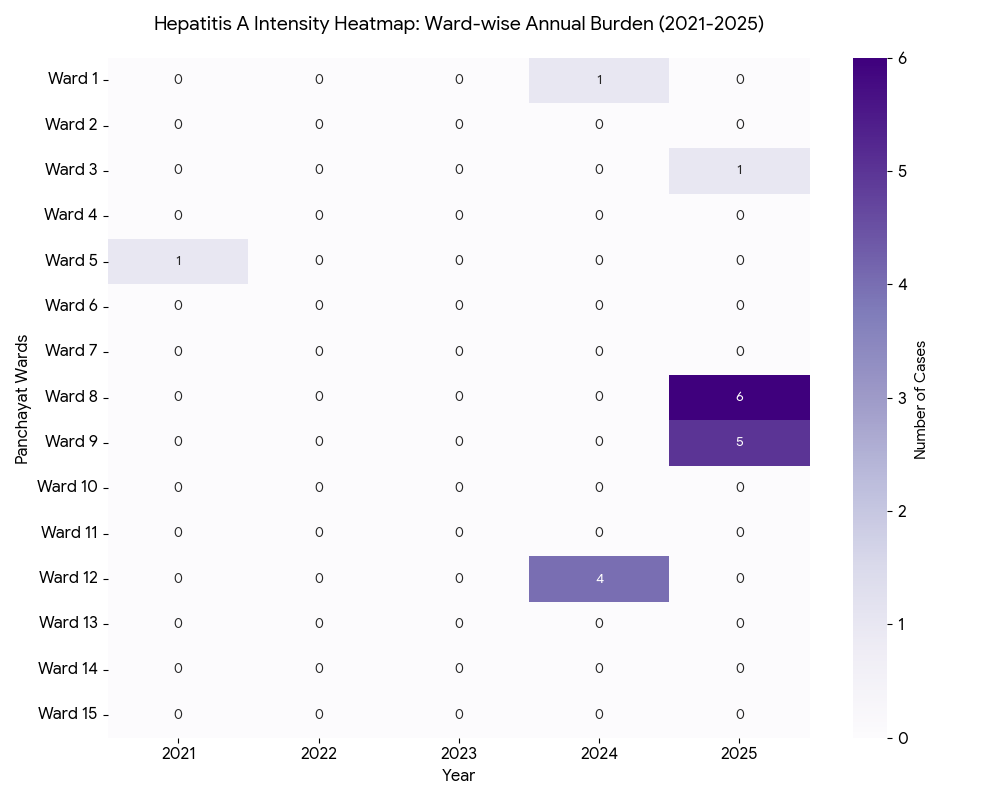 Hepatitis A Intensity Heatmap: Ward-wise Annual Burden (2021-2025)
Panchayat Wards
Ward 1 0 0 0 1 0
Ward 2 0 0 0 0 0
Ward 3 0 0 0 0 1
Ward 4 0 0 0 0 0
Ward 5 1 0 0 0 0
Ward 6 0 0 0 0 0
Ward 7 0 0 0 0 0
Ward 8 0 0 0 0 6
Ward 9 0 0 0 0 5
Ward 10 0 0 0 0 0
Ward 11 0 0 0 0 0
Ward 12 0 0 0 4 0
Ward 13 0 0 0 0 0
Ward 14 0 0 0 0 0
Ward 15 0 0 0 0 0
2021 2022 2023 2024 2025
Year
6
5
4
3
2
1
0
Number of Cases